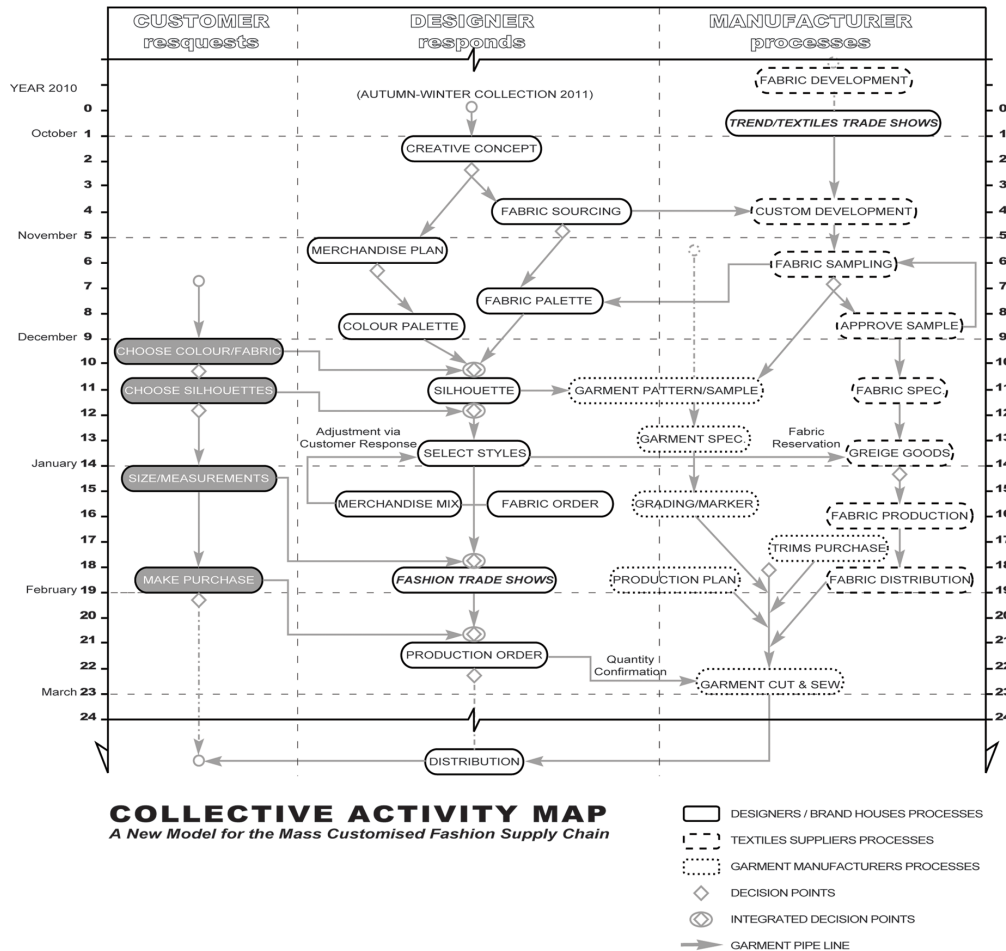 CUSTOMER
resquests
DESIGNER
responds
MANUFACTURER
processes
YEAR 2010
0
October 1
2
3
4
November 5
6
7
8
December 9
10
11
12
13
January 14
15
16
17
18
February 19
20
21
22
March 23
24
CHOOSE COLOUR/FABRIC
CHOOSE SILHOUETTES
SIZE/MEASUREMENTS
MAKE PURCHASE
(AUTUMN-WINTER COLLECTION 2011)
CREATIVE CONCEPT
FABRIC SOURCING
MERCHANDISE PLAN
FABRIC PALETTE
COLOUR PALETTE
SILHOUETTE
Adjustment via
Customer Response
SELECT STYLES
MERCHANDISE MIX
FABRIC ORDER
FASHION TRADE SHOWS
PRODUCTION ORDER
DISTRIBUTION
FABRIC DEVELOPMENT
TREND/TEXTILES TRADE SHOWS
CUSTOM DEVELOPMENT
FABRIC SAMPLING
APPROVE SAMPLE
GARMENT PATTERN/SAMPLE
FABRIC SPEC.
GARMENT SPEC.
Fabric
Reservation
GREIGE GOODS
GRADING/MARKER
FABRIC PRODUCTION
TRIMS PURCHASE
PRODUCTION PLAN
FABRIC DISTRIBUTION
Quantity
Confirmation
GARMENT CUT & SEW
0
1
2
3
4
5
6
7
8
9
10
11
12
13
14
15
16
17
18
19
20
21
22
23
24
COLLECTIVE ACTIVITY MAP
A New Model for the Mass Customised Fashion Supply Chain
DESIGNERS / BRAND HOUSES PROCESSES
TEXTILES SUPPLIERS PROCESSES
GARMENT MANUFACTURERS PROCESSES
DECISION POINTS
INTEGRATED DECISION POINTS
GARMENT PIPE LINE